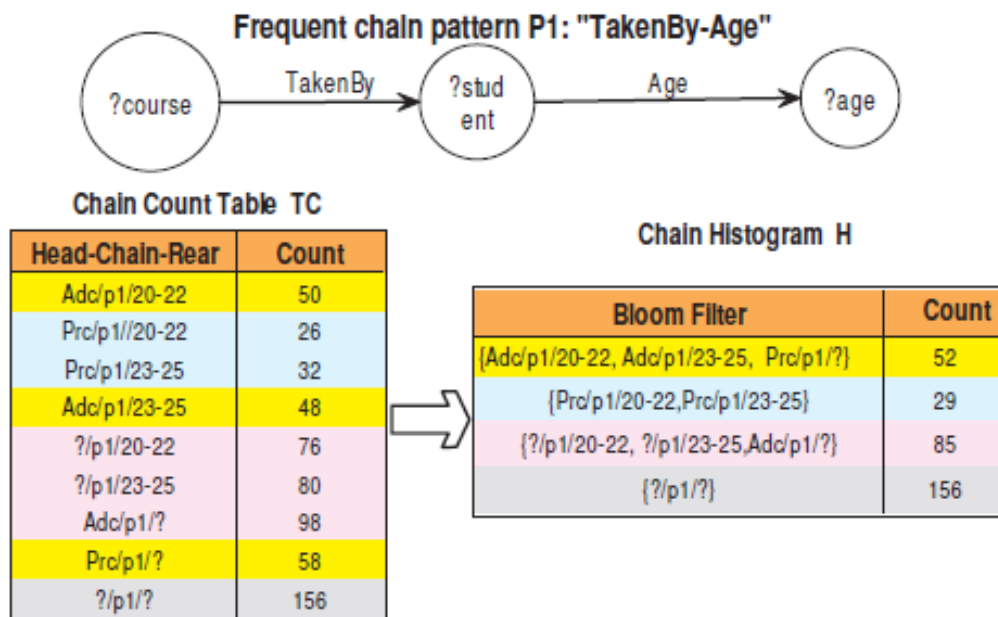 Frequent chain pattern P1: "TakenBy-Age"
?course
TakenBy
?stud
ent
Age
?age
Chain Count Table TC
Head-Chain-Rear Count
Adc/p1/20-22 50
Prc/p1//20-22 26
Prc/p1/23-25 32
Adc/p1/23-25 48
?/p1/20-22 76
?/p1/23-25 80
Adc/p1/? 98
Prc/p1/? 58
?/p1/? 156
Chain Histogram H
Bloom Filter Count
{Adc/p1/20-22, Adc/p1/23-25, Prc/p1/?} 52
{Prc/p1/20-22,Prc/p1/23-25} 29
{?/p1/20-22, ?/p1/23-25,Adc/p1/?} 85
{?/p1/?} 156